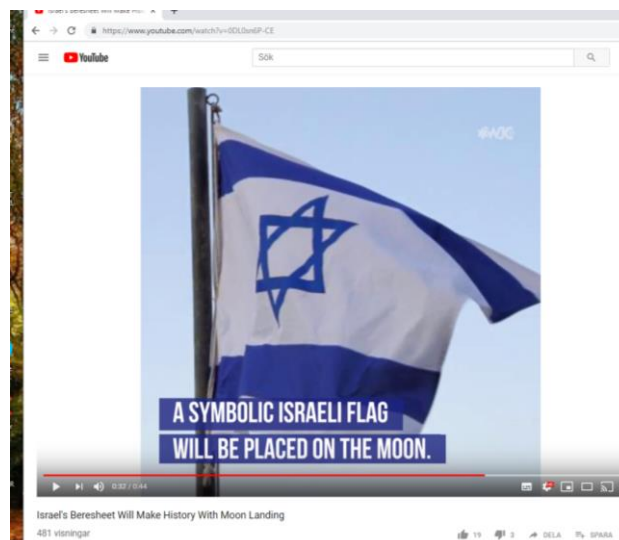 https://www.youtube.com/watch?v=0DL0sn6P-CE
YouTube
Sök
A SYMBOLIC ISRAELI FLAG
WILL BE PLACED ON THE MOON.
0:32 / 0:44
Israel's Beresheet Will Make History With Moon Landing
481 visningar
19
3
DELA
SPARA